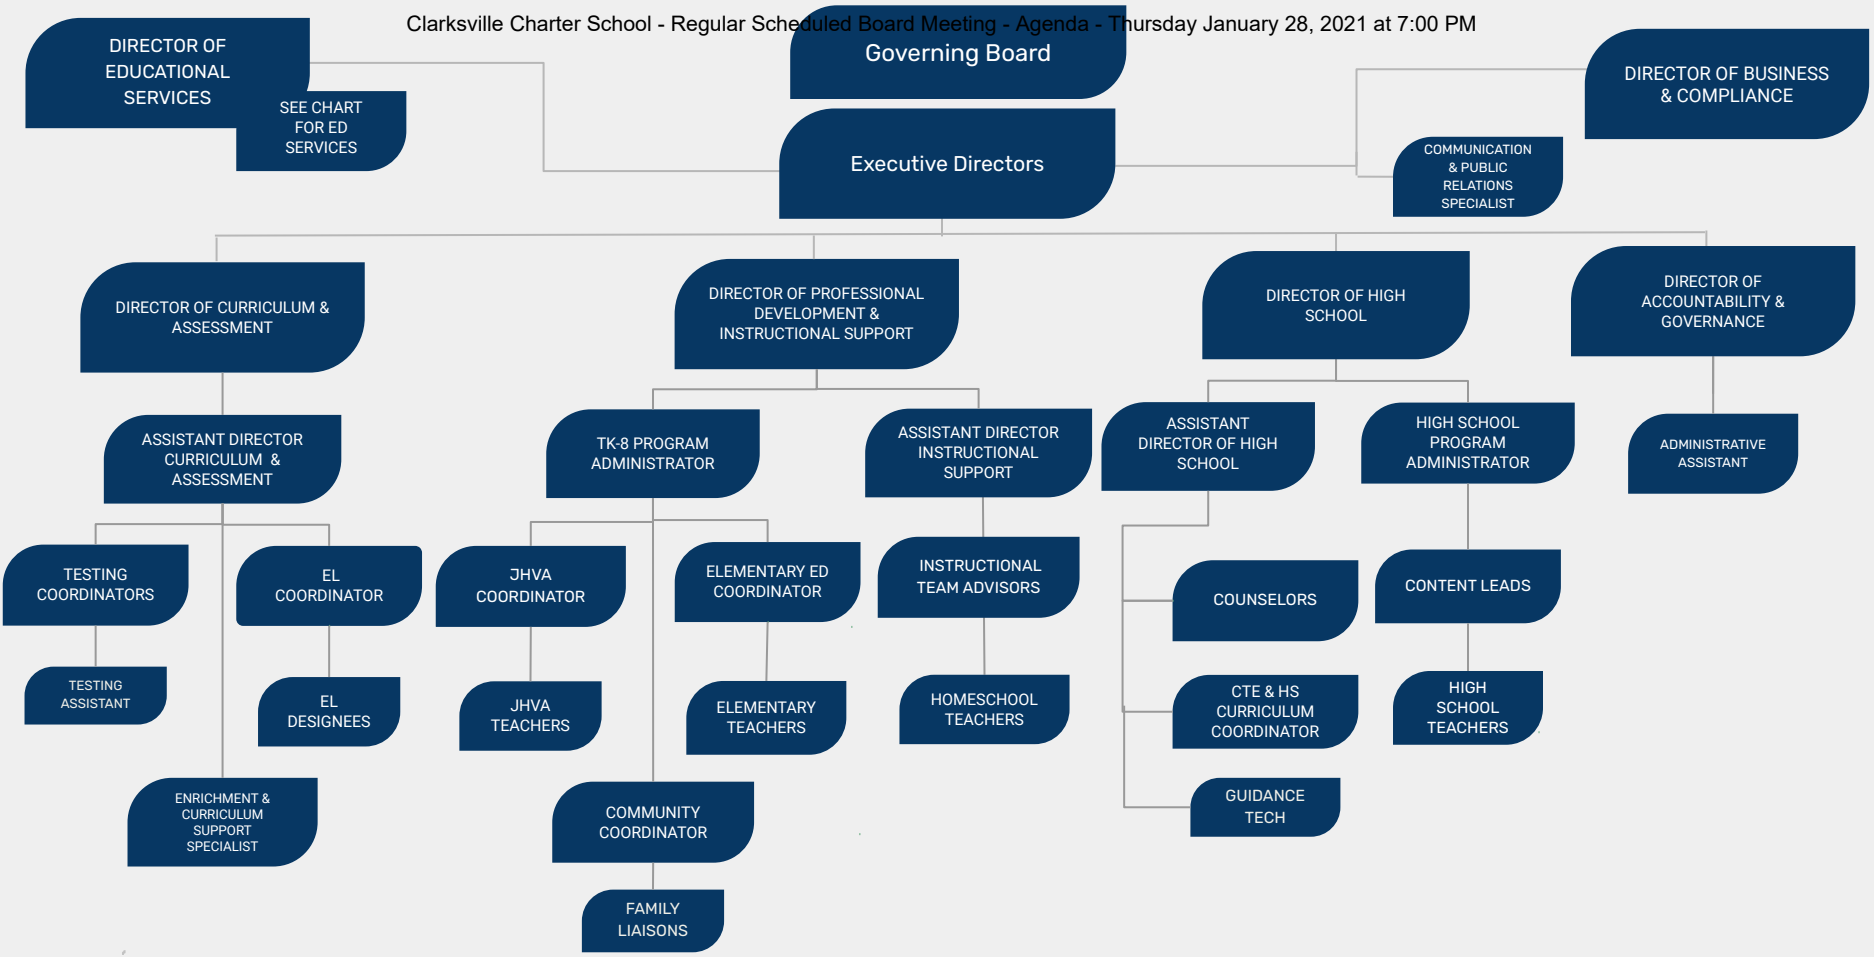 Clarksville Charter School - Regular Scheduled Board Meeting - Agenda - Thursday January 28, 2021 at 7:00 PM
DIRECTOR OF
EDUCATIONAL
SERVICES
SEE CHART
FOR ED
SERVICES
Governing Board
Executive Directors
DIRECTOR OF BUSINESS
& COMPLIANCE
COMMUNICATION
& PUBLIC
RELATIONS
SPECIALIST
DIRECTOR OF CURRICULUM &
ASSESSMENT
DIRECTOR OF PROFESSIONAL
DEVELOPMENT &
INSTRUCTIONAL SUPPORT
DIRECTOR OF HIGH
SCHOOL
DIRECTOR OF
ACCOUNTABILITY &
GOVERNANCE
ASSISTANT DIRECTOR
CURRICULUM &
ASSESSMENT
TK-8 PROGRAM
ADMINISTRATOR
ASSISTANT DIRECTOR
INSTRUCTIONAL
SUPPORT
ASSISTANT
DIRECTOR OF HIGH
SCHOOL
HIGH SCHOOL
PROGRAM
ADMINISTRATOR
ADMINISTRATIVE
ASSISTANT
TESTING
COORDINATORS
EL
COORDINATOR
JHVA
COORDINATOR
ELEMENTARY ED
COORDINATOR
INSTRUCTIONAL
TEAM ADVISORS
COUNSELORS
CONTENT LEADS
TESTING
ASSISTANT
EL
DESIGNEES
JHVA
TEACHERS
ELEMENTARY
TEACHERS
HOMESCHOOL
TEACHERS
CTE & HS
CURRICULUM
COORDINATOR
HIGH
SCHOOL
TEACHERS
ENRICHMENT &
CURRICULUM
SUPPORT
SPECIALIST
COMMUNITY
COORDINATOR
GUIDANCE
TECH
FAMILY
LIAISONS